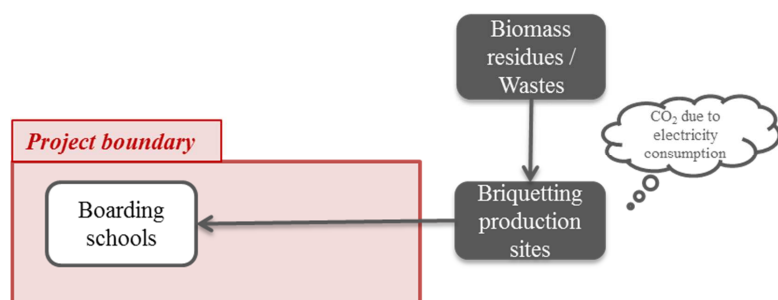 Biomass
residues /
Wastes
CO₂ due to
electricity
consumption
Project boundary
Boarding
schools
Briquetting
production
sites